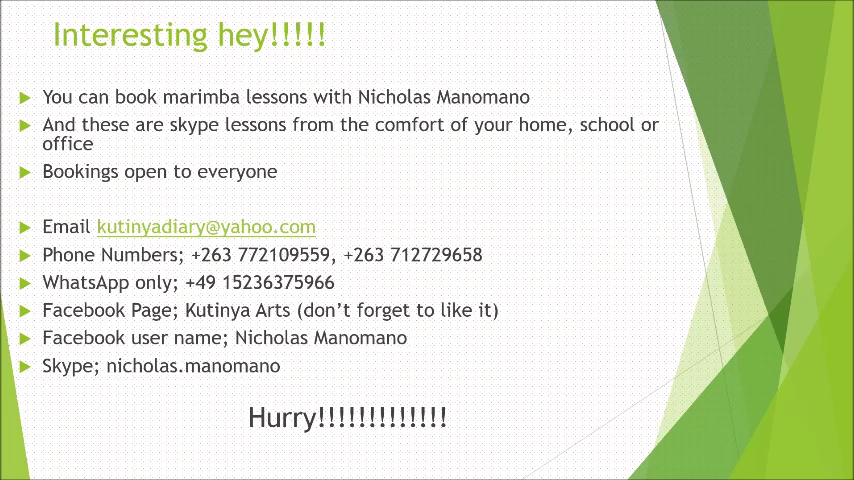 Interesting hey!!!!!
You can book marimba lessons with Nicholas Manomano
And these are skype lessons from the comfort of your home, school or
office
Bookings open to everyone
Email kutinyadiary@yahoo.com
Phone Numbers; +263 772109559, +263 712729658
WhatsApp only; +49 15236375966
Facebook Page; Kutinya Arts (don’t forget to like it)
Facebook user name; Nicholas Manomano
Skype; nicholas.manomano
Hurry!!!!!!!!!!!!!